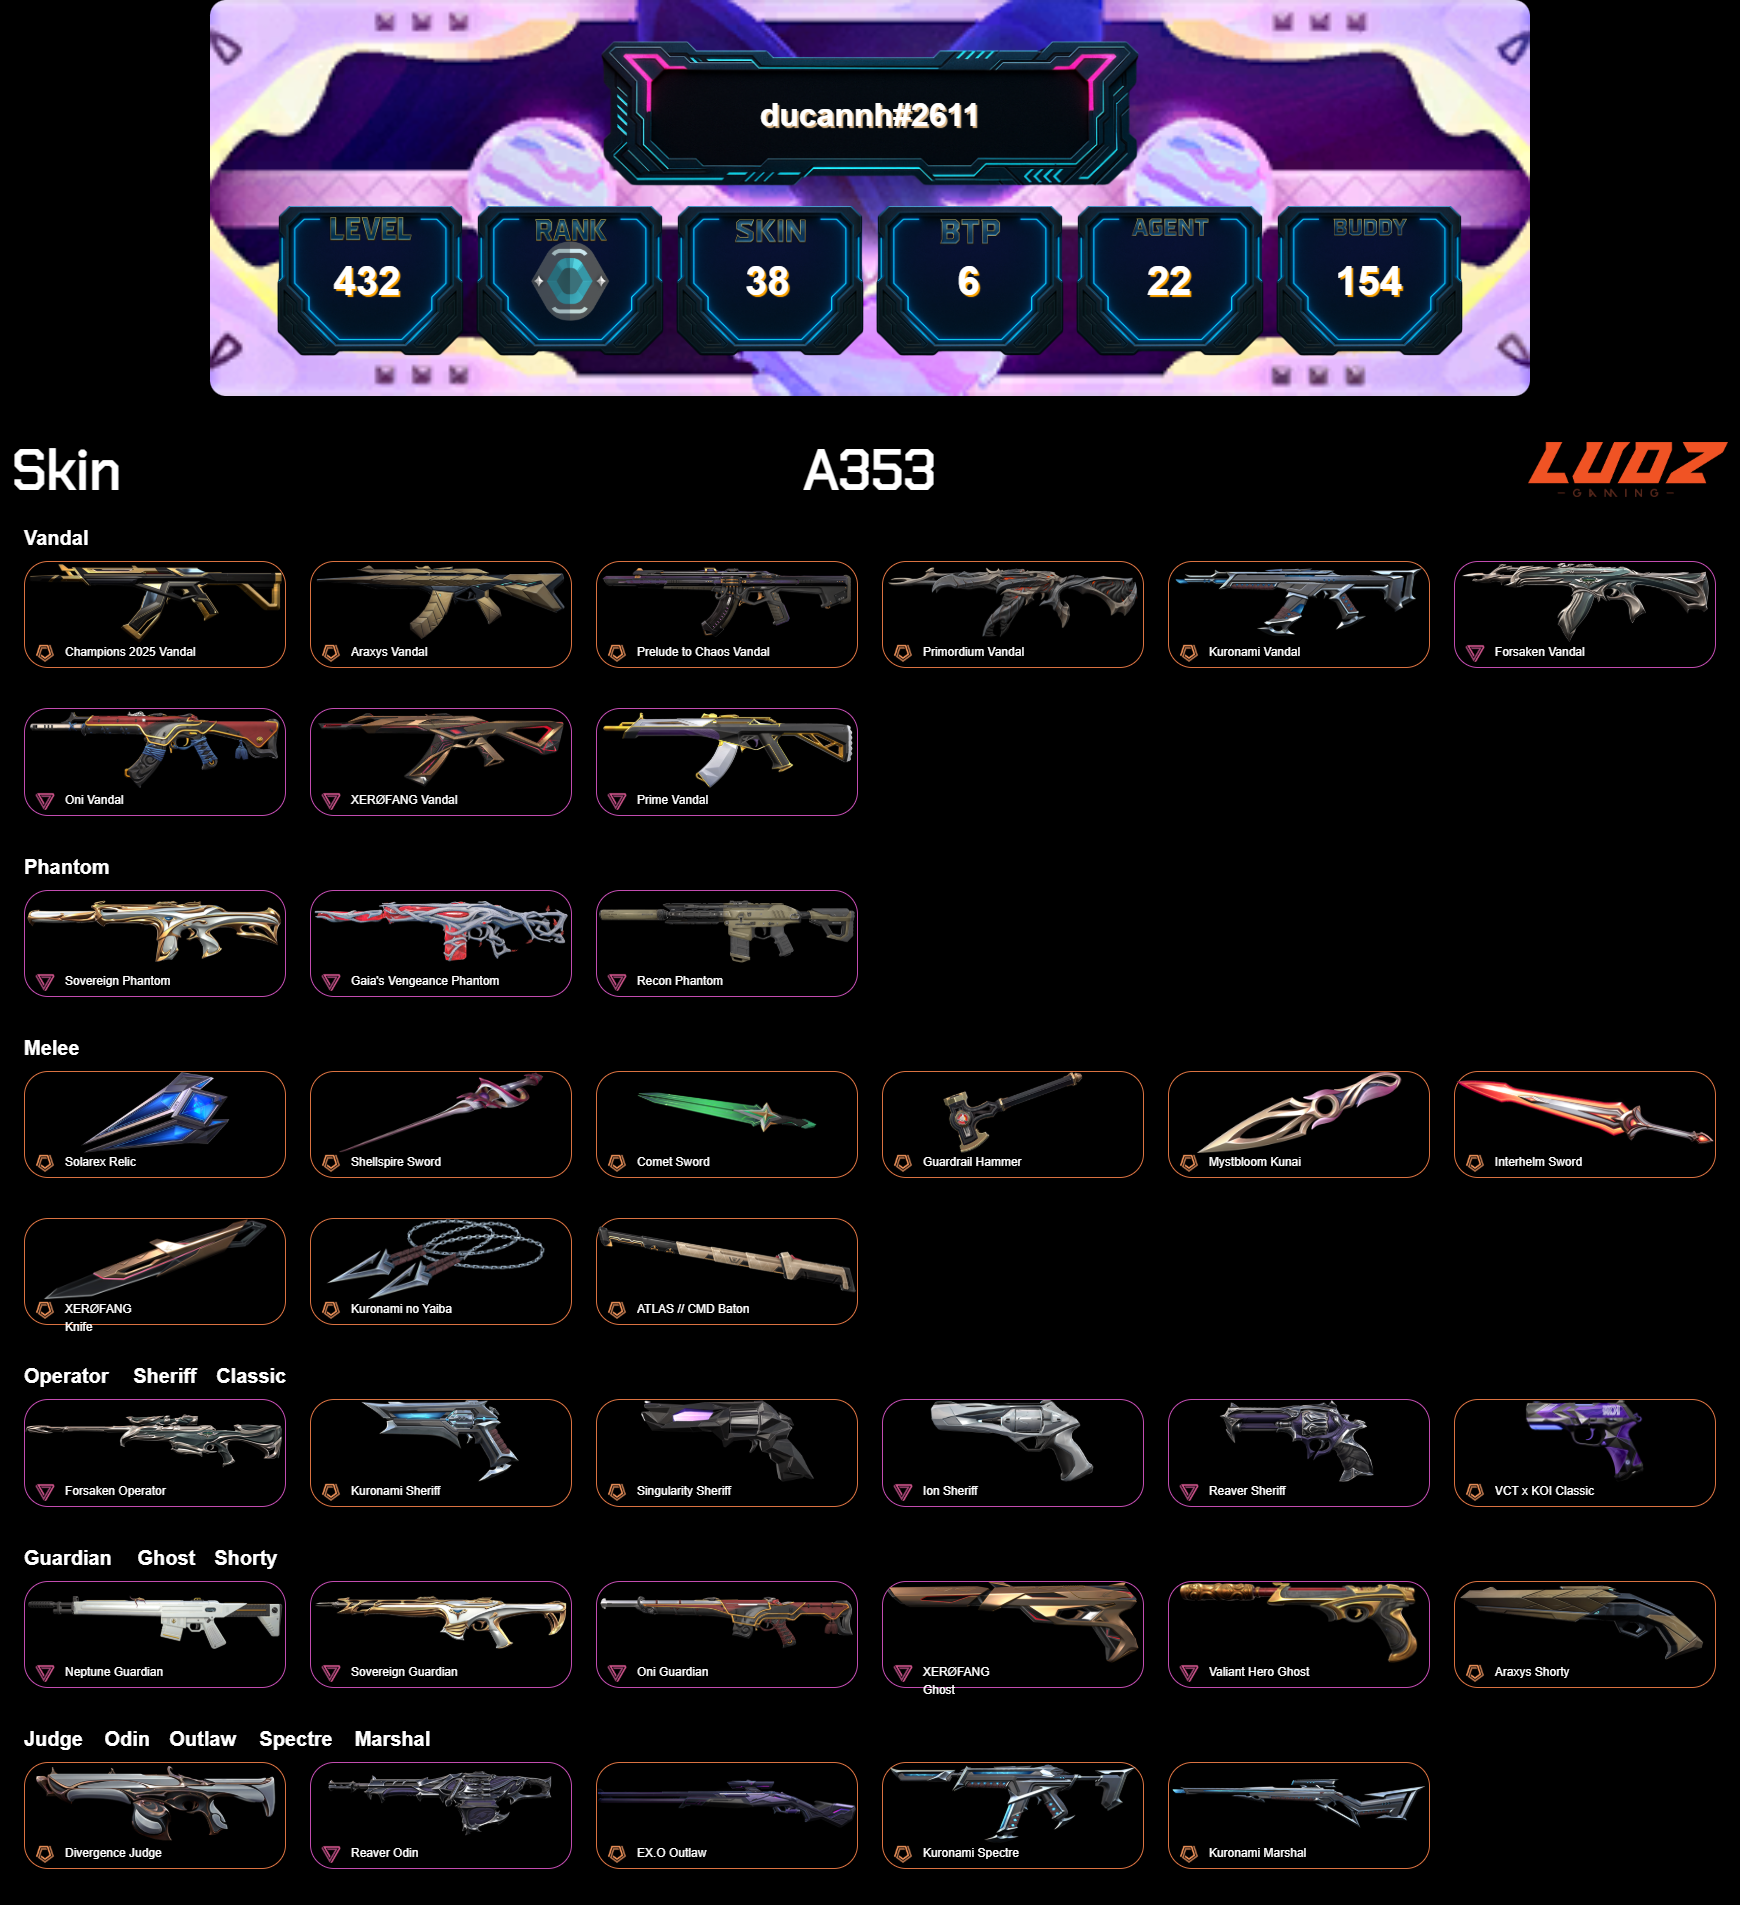 ducannh#2611
LEVEL RANK SKIN BTP AGENT BUDDY
432 38 6 22 154
Skin A353 LUDZ
-GAMING-
Vandal
Champions 2025 Vandal Araxys Vandal Prelude to Chaos Vandal Primordium Vandal Kuronami Vandal Forsaken Vandal
Oni Vandal XERØFANG Vandal Prime Vandal
Phantom
Sovereign Phantom Gaia's Vengeance Phantom Recon Phantom
Melee
Solarex Relic Shellspire Sword Comet Sword Guardrail Hammer Mystbloom Kunai Interhelm Sword
XERØFANG Kuronami no Yaiba ATLAS // CMD Baton
Knife
Operator Sheriff Classic
Forsaken Operator Kuronami Sheriff Singularity Sheriff Ion Sheriff Reaver Sheriff VCT x KOI Classic
Guardian Ghost Shorty
Neptune Guardian Sovereign Guardian Oni Guardian XERØFANG Valiant Hero Ghost Araxys Shorty
Ghost
Judge Odin Outlaw Spectre Marshal
Divergence Judge Reaver Odin EX.O Outlaw Kuronami Spectre Kuronami Marshal